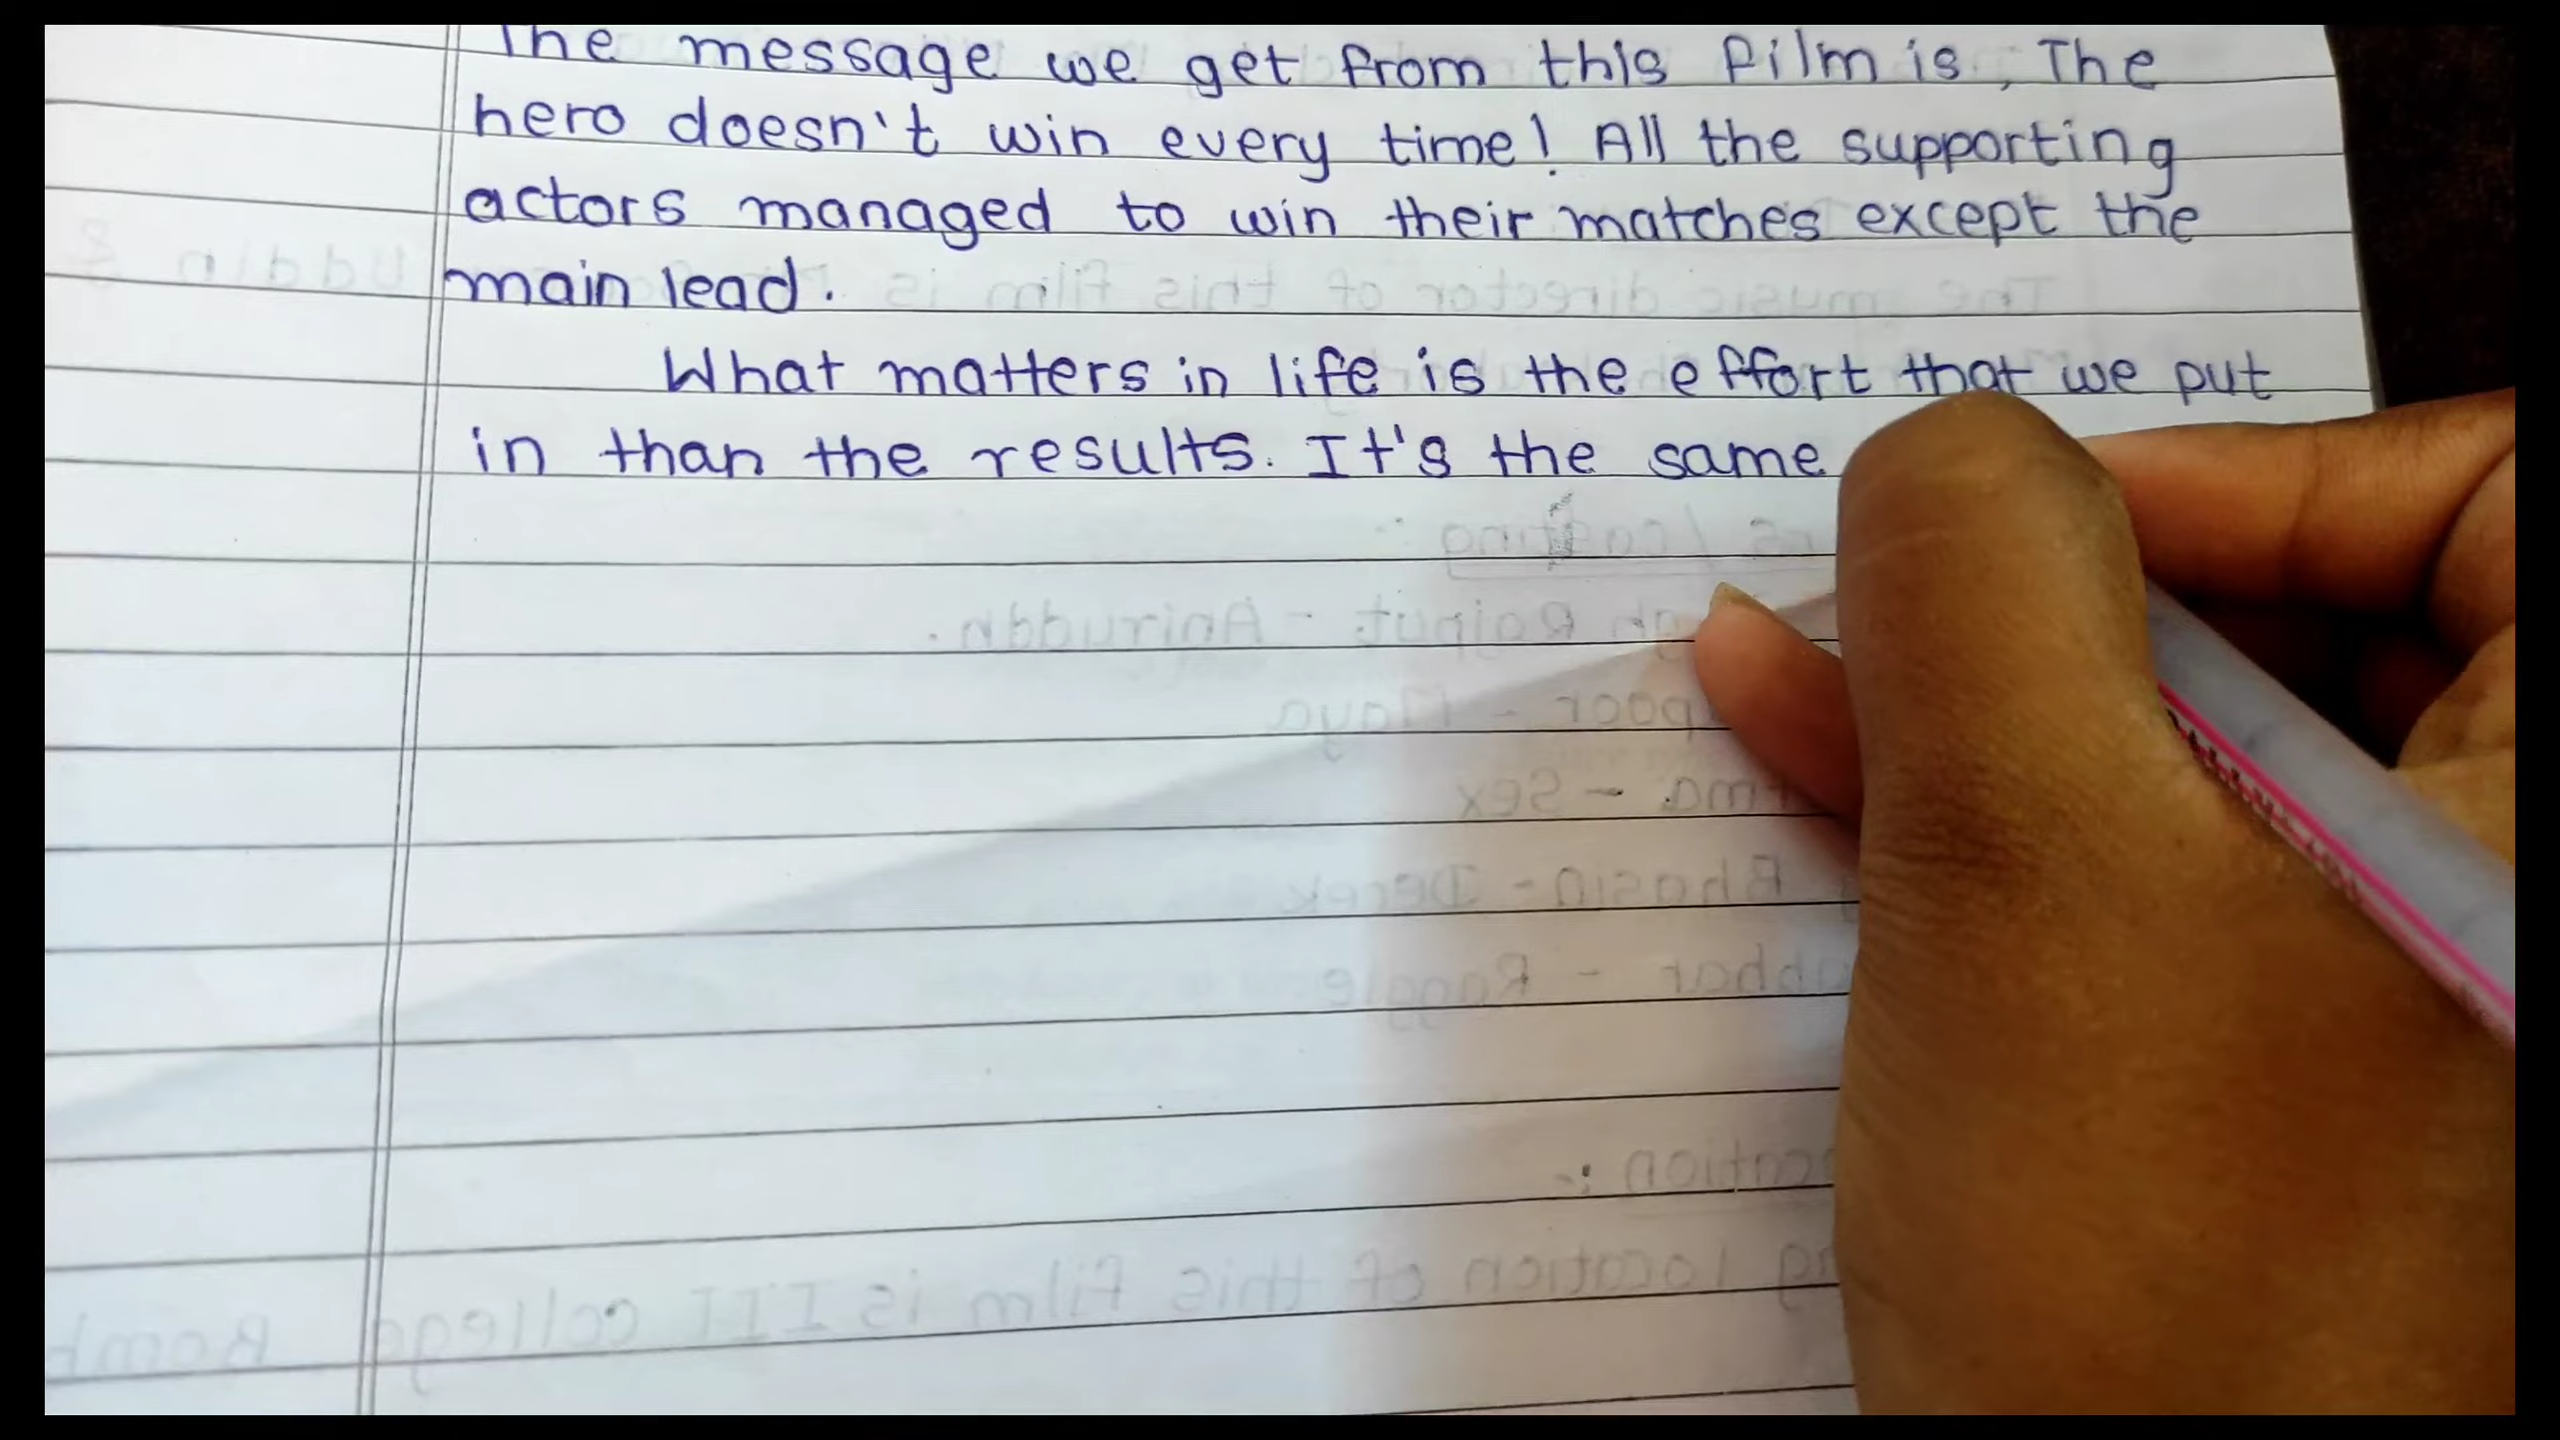 The message we get from this film is, The
hero doesn't win every time! All the supporting
actors managed to win their matches except the
main lead.
What matters in life is the effort that we put
in than the results. It's the same